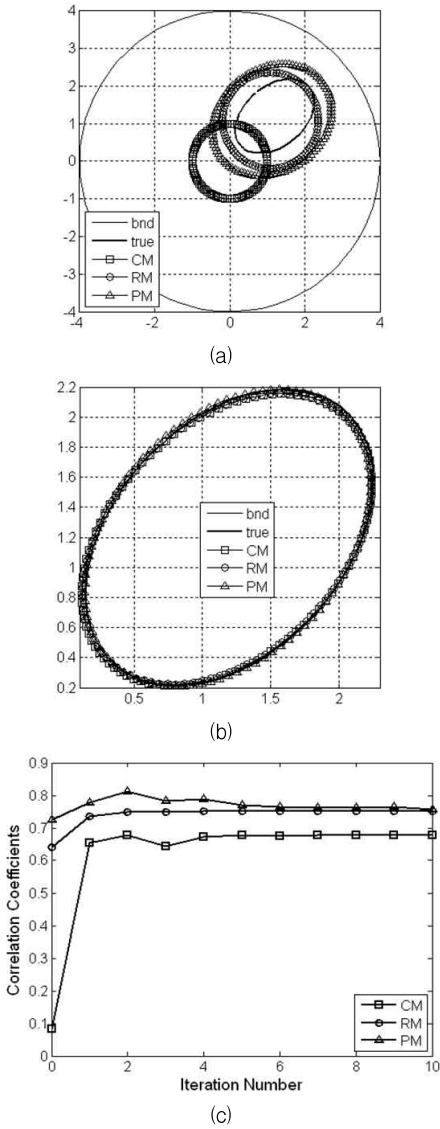 4
3
2
1
0
-1
-2
-3
-4
bnd
true
CM
RM
PM
-4 -2 0 2 4
(a)
2.2
2
1.8
1.6
1.4
1.2
1
0.8
0.6
0.4
0.2
bnd
true
CM
RM
PM
0.5 1 1.5 2
(b)
0.9
0.8
0.7
0.6
0.5
0.4
0.3
0.2
0.1
0
Correlation Coefficients
CM
RM
PM
0 2 4 6 8 10
Iteration Number
(c)